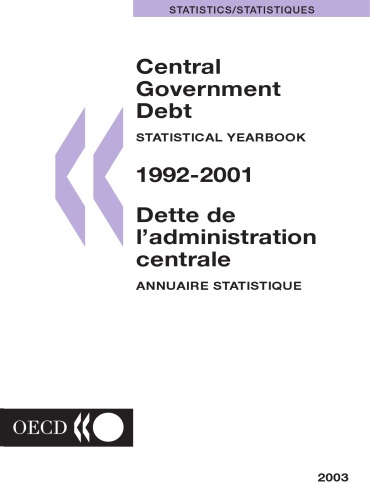 STATISTICS/STATISTIQUES
Central
Government
Debt
STATISTICAL YEARBOOK
1992-2001
Dette de
l'administration
centrale
ANNUAIRE STATISTIQUE
OECD
2003